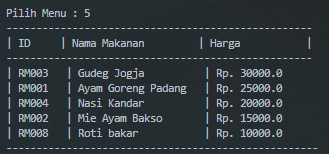 Pilih Menu : 5
----------------------------------------------
| ID     | Nama Makanan        | Harga          |
-----------------------------------------------
| RM003  | Gudeg Jogja         | Rp. 30000.0
| RM001  | Ayam Goreng Padang  | Rp. 25000.0
| RM004  | Nasi Kandar         | Rp. 20000.0
| RM002  | Mie Ayam Bakso      | Rp. 15000.0
| RM008  | Roti bakar          | Rp. 10000.0
-----------------------------------------------